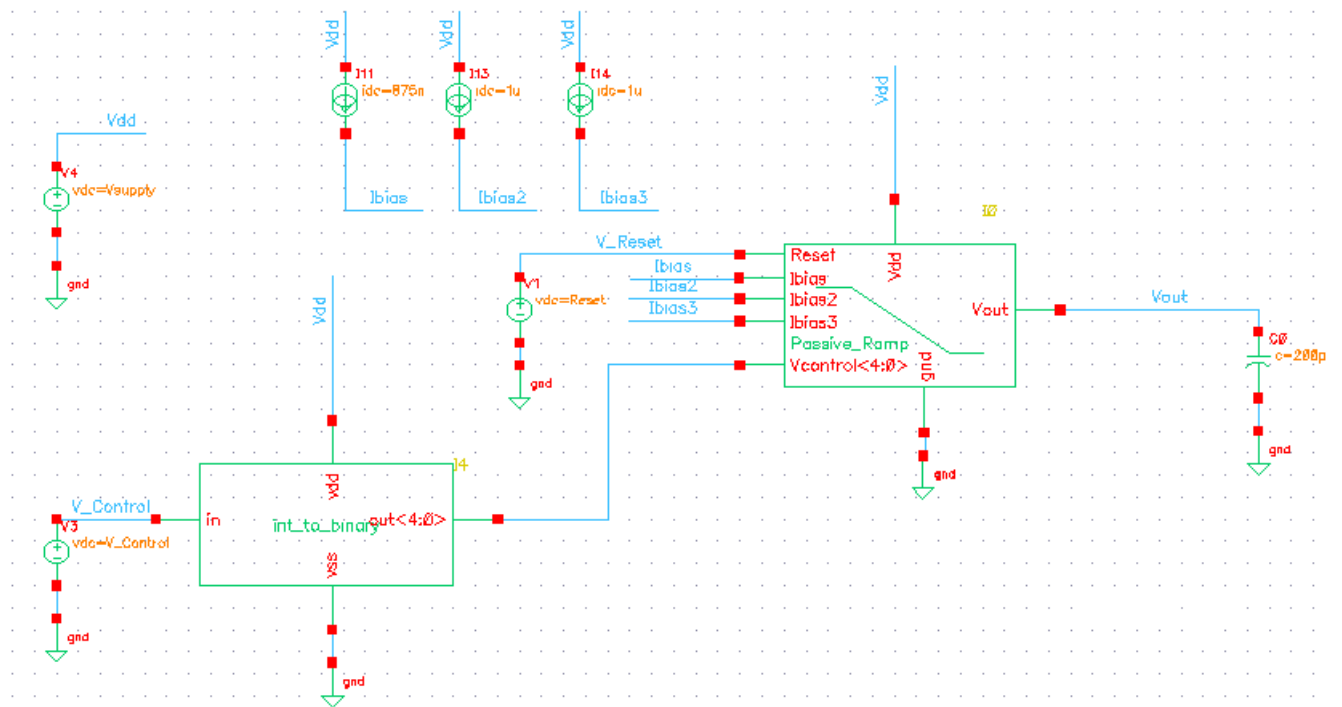 Vdd
Vdd
Vdd
I11
idc=875n
I13
idc=1u
I14
idc=1u
Vdd
Vdd
V4
vdc=Vsupply
gnd
Ibias
Ibias2
Ibias3
I0
V_Reset
V1
vdc=Reset
gnd
Ibias
Ibias2
Ibias3
Reset
Ibias
Ibias2
Ibias3
Passive_Ramp
Vcontrol<4:0>
Vdd
gnd
Vout
gnd
Vout
C0
c=200p
gnd
Vdd
I4
V_Control
V3
vdc=V_Control
gnd
in
vdd
int_to_binary
out<4:0>
vss
gnd